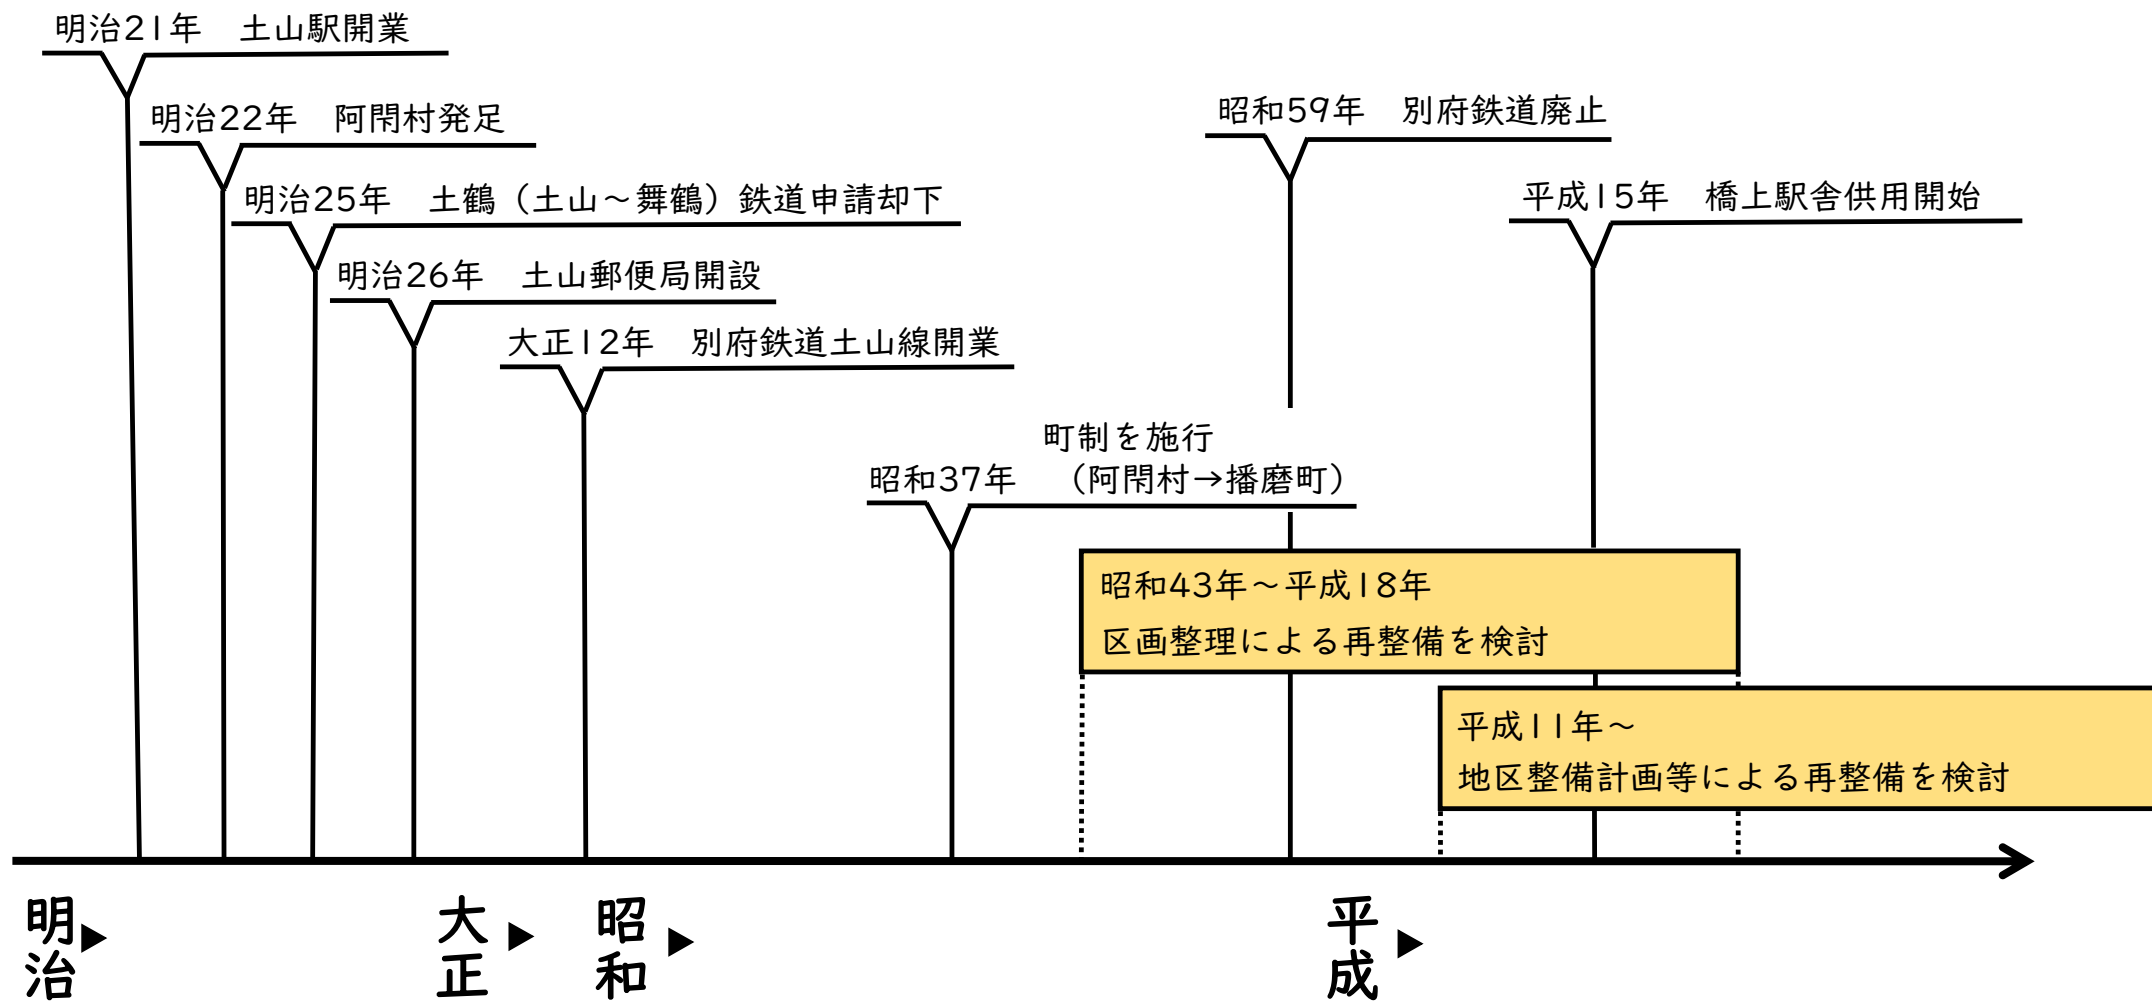 明治21年　土山駅開業
明治22年　阿閇村発足
明治25年　土鶴（土山～舞鶴）鉄道申請却下
明治26年　土山郵便局開設
大正12年　別府鉄道土山線開業
町制を施行
昭和37年　（阿閇村→播磨町）
昭和59年　別府鉄道廃止
平成15年　橋上駅舎供用開始
昭和43年～平成18年
区画整理による再整備を検討
平成11年～
地区整備計画等による再整備を検討
明治
大正
昭和
平成